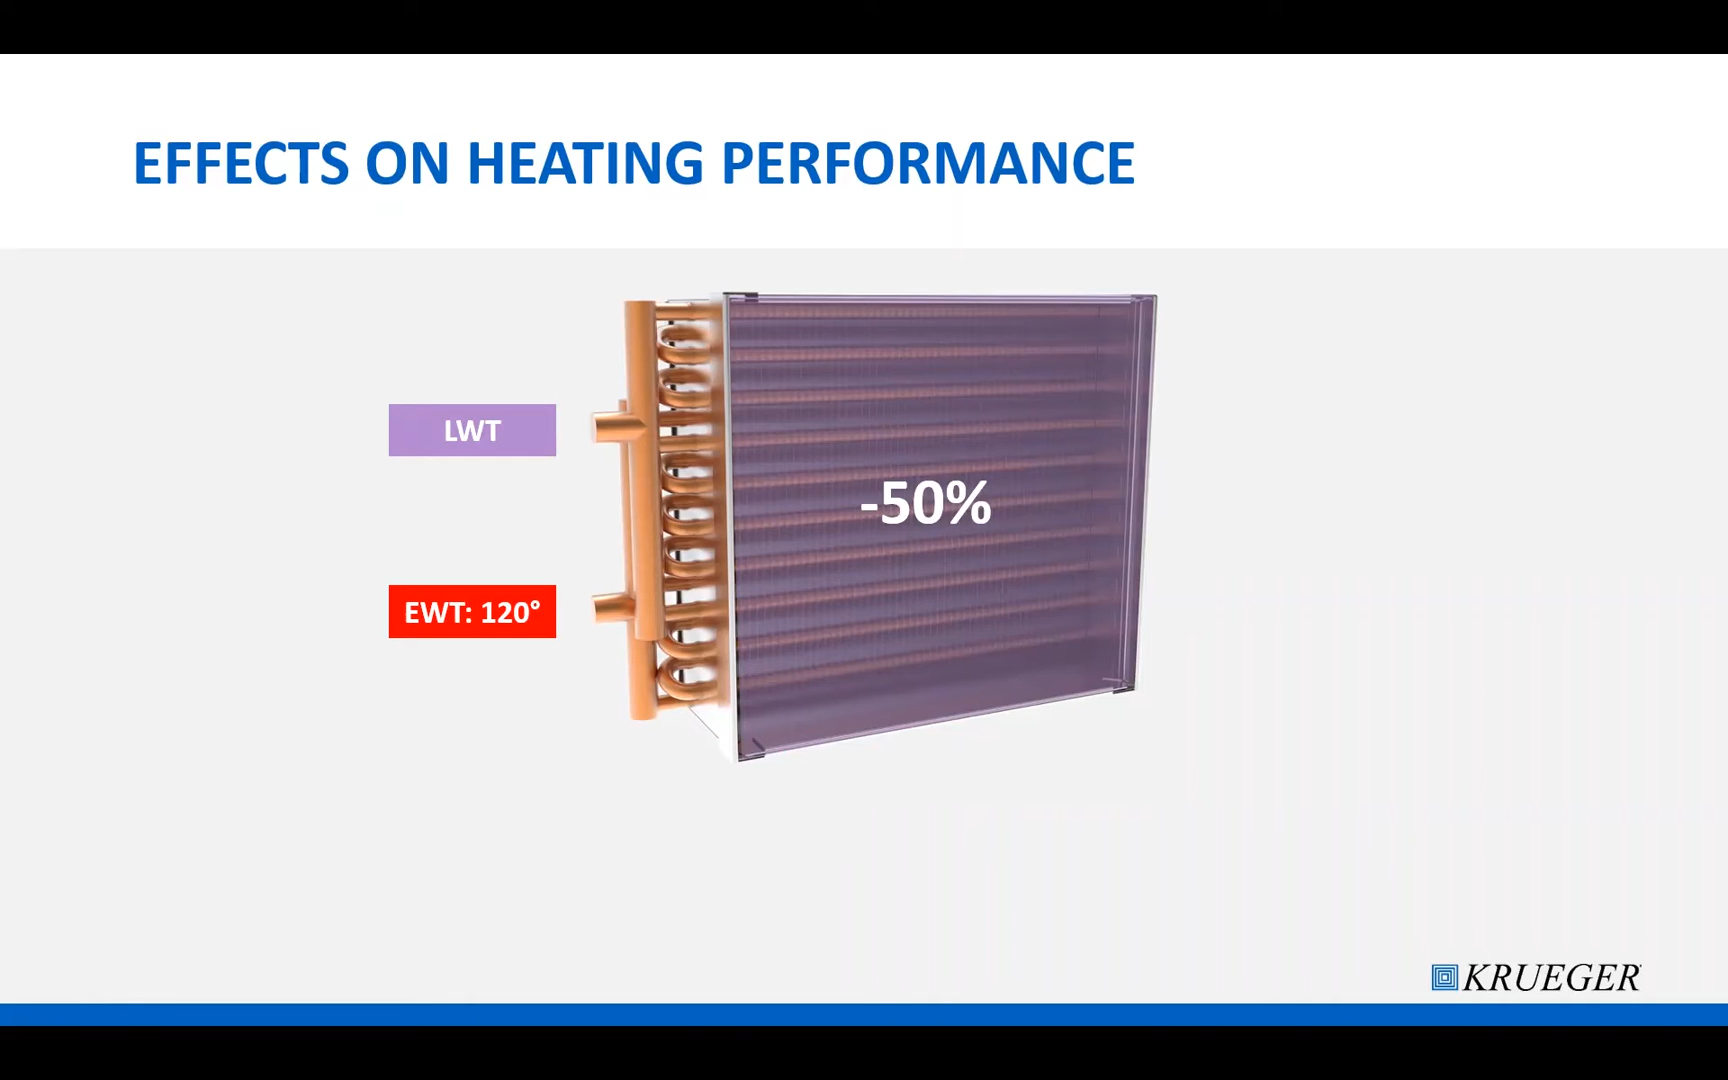 EFFECTS ON HEATING PERFORMANCE
LWT
-50%
EWT: 120°
KRUEGER